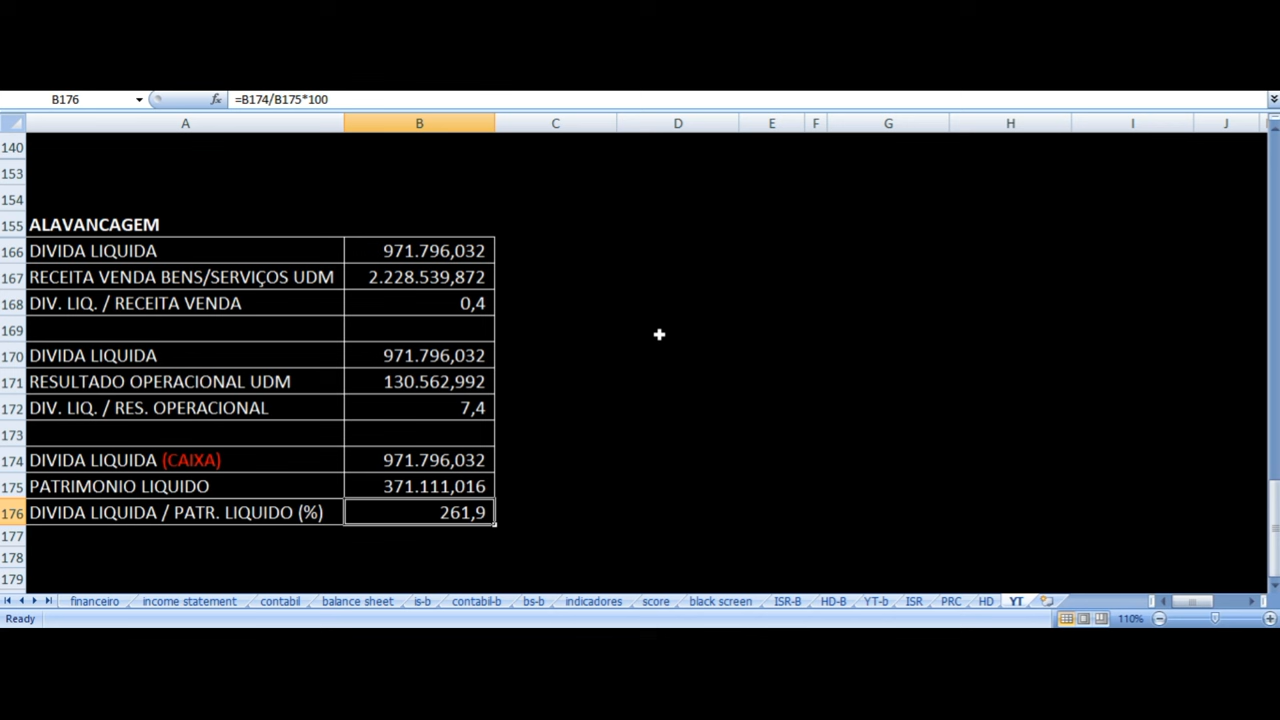 B176 fx =B174/B175*100
A B C D E F G H I J
140
153
154
155 ALAVANCAGEM
166 DIVIDA LIQUIDA 971.796,032
167 RECEITA VENDA BENS/SERVIÇOS UDM 2.228.539,872
168 DIV. LIQ. / RECEITA VENDA 0,4
169
170 DIVIDA LIQUIDA 971.796,032
171 RESULTADO OPERACIONAL UDM 130.562,992
172 DIV. LIQ. / RES. OPERACIONAL 7,4
173
174 DIVIDA LIQUIDA (CAIXA) 971.796,032
175 PATRIMONIO LIQUIDO 371.111,016
176 DIVIDA LIQUIDA / PATR. LIQUIDO (%) 261,9
177
178
179
financeiro income statement contabil balance sheet is-b contabil-b bs-b indicadores score black screen ISR-B HD-B YT-b ISR PRC HD YT
Ready 110%